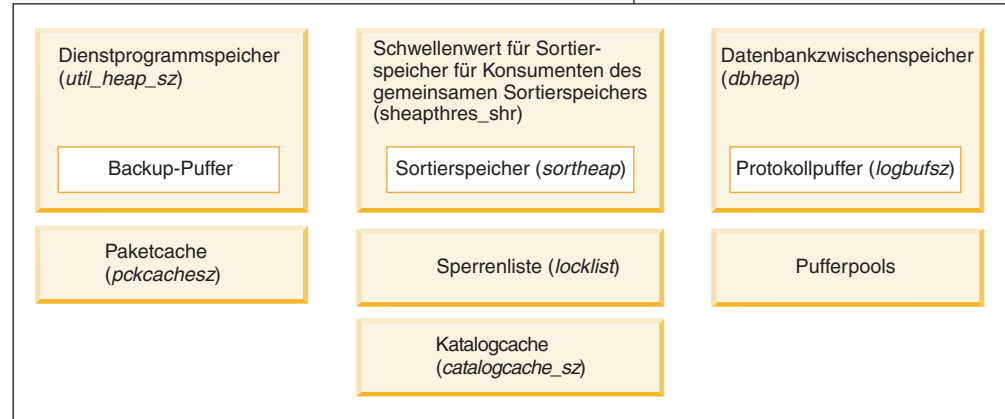 Dienstprogrammspeicher
(util_heap_sz)
Backup-Puffer
Schwellenwert für Sortier-
speicher für Konsumenten des
gemeinsamen Sortierspeichers
(sheapthres_shr)
Sortierspeicher (sortheap)
Datenbankzwischenspeicher
(dbheap)
Protokollpuffer (logbufsz)
Paketcache
(pckcachesz)
Sperrenliste (locklist)
Pufferpools
Katalogcache
(catalogcache_sz)